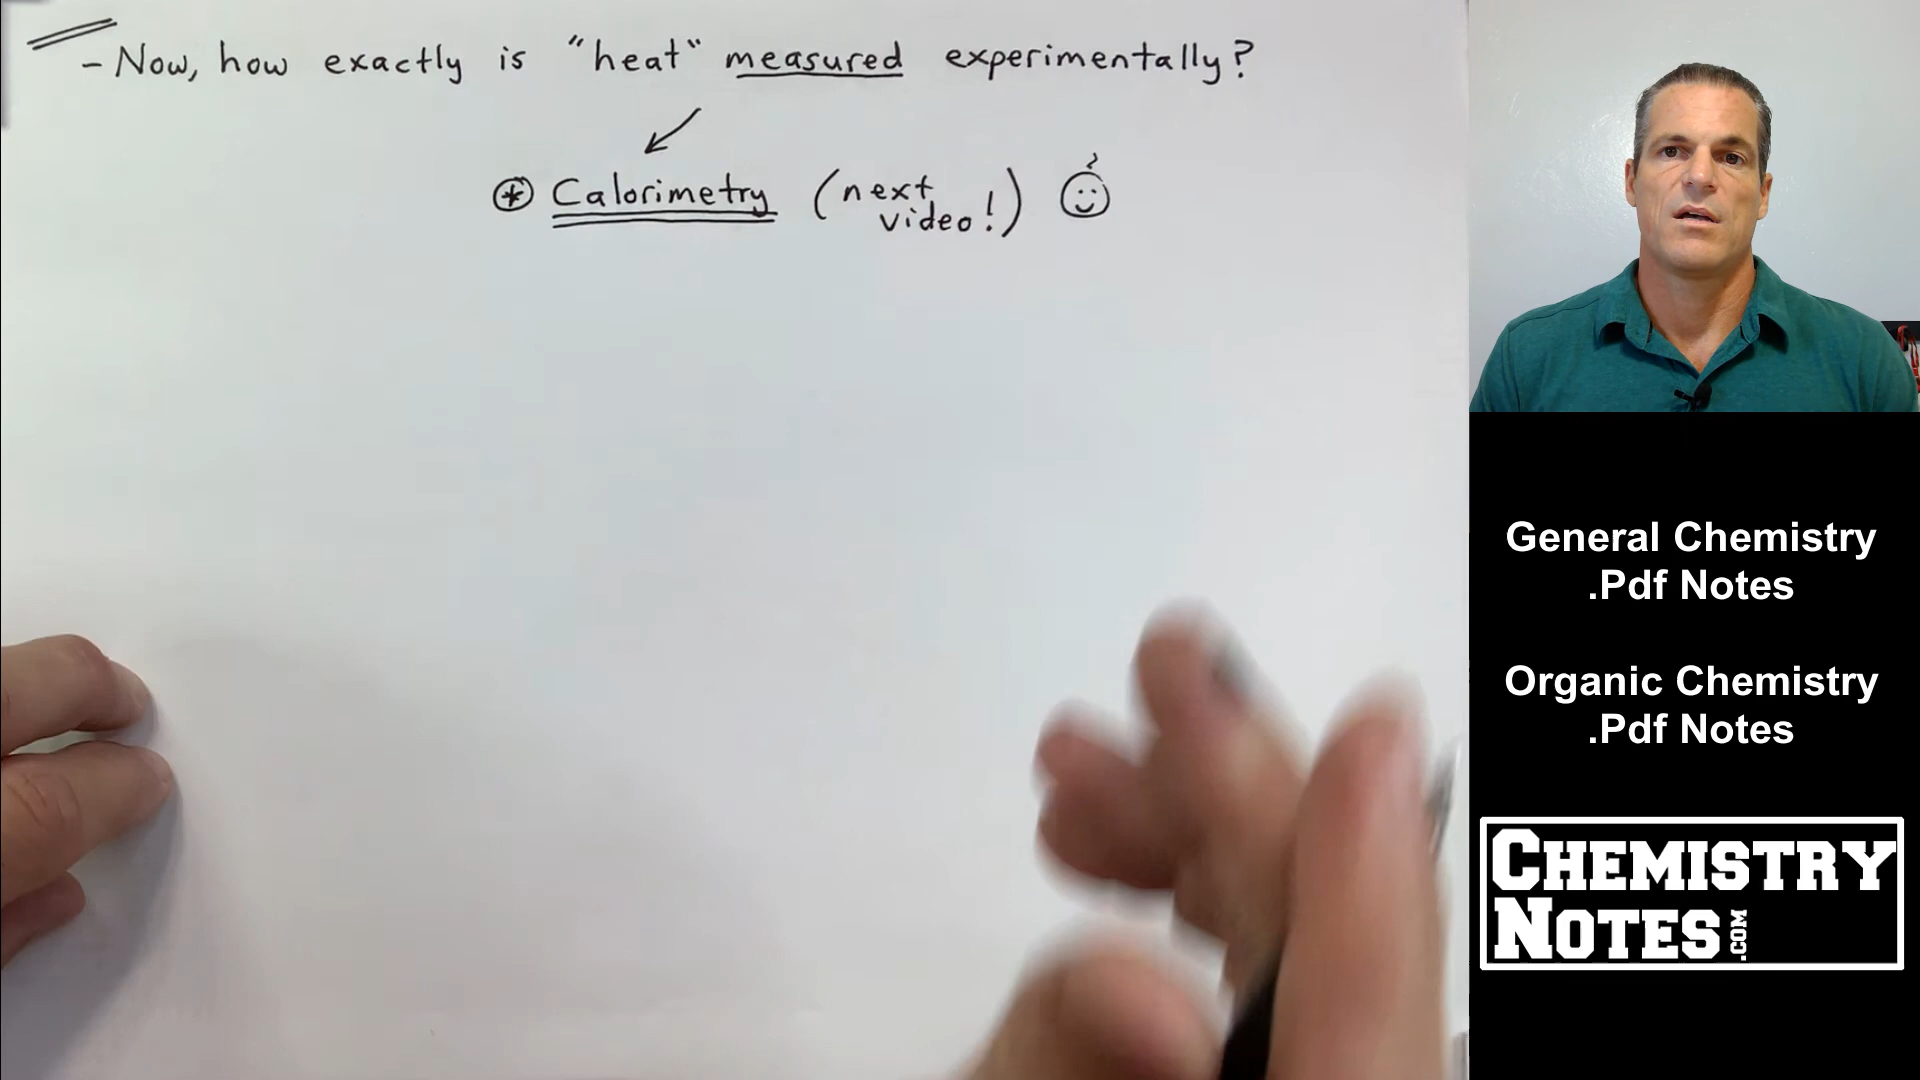 - Now, how exactly is "heat" measured experimentally?
* Calorimetry (next video!)
General Chemistry
.Pdf Notes
Organic Chemistry
.Pdf Notes
CHEMISTRY
NOTES.COM